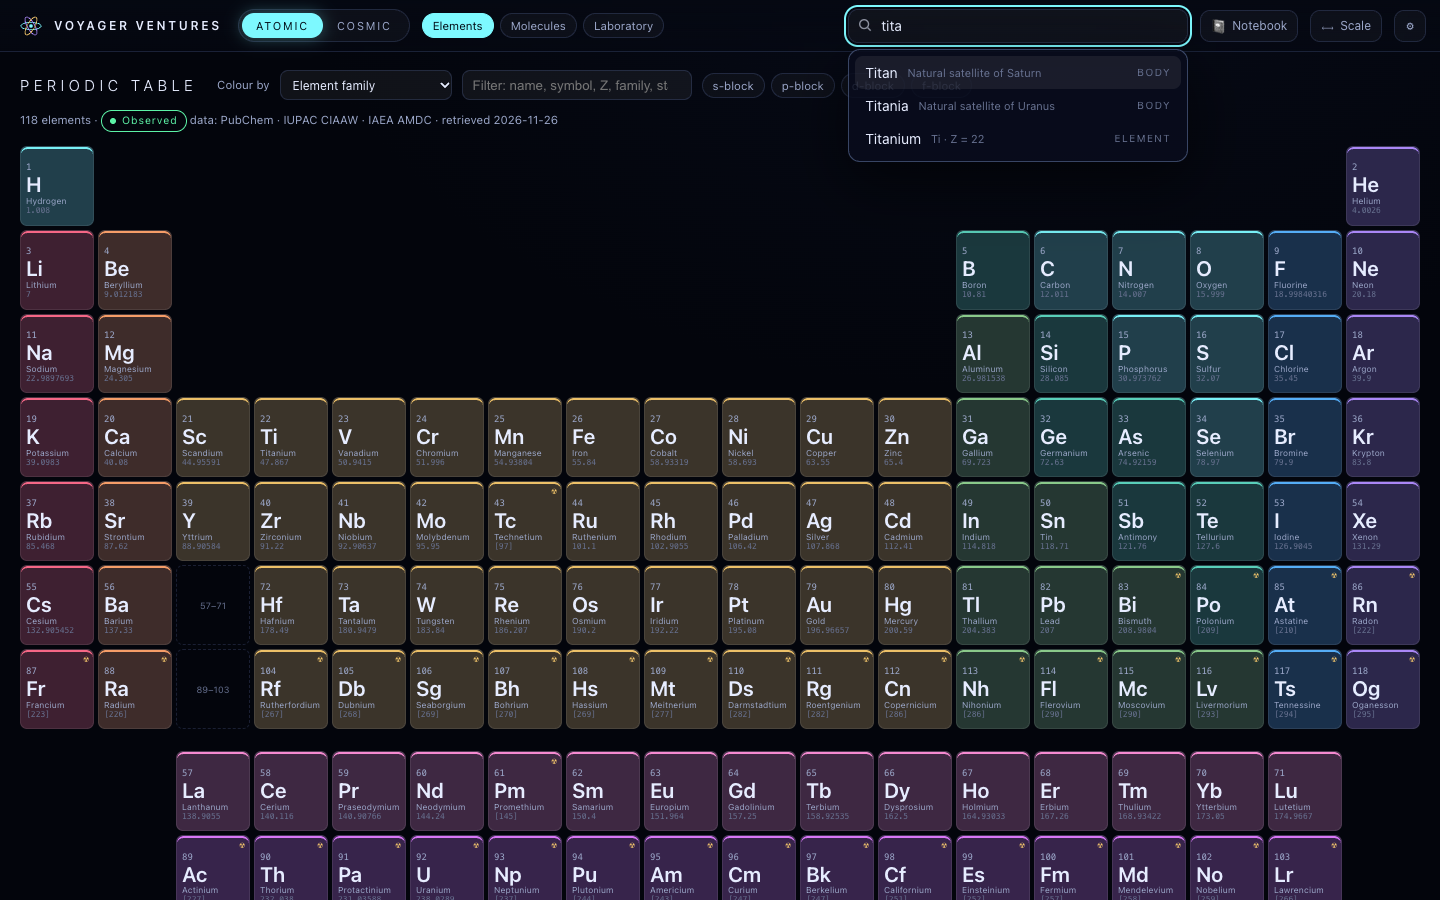 VOYAGER VENTURES ATOMIC COSMIC Elements Molecules Laboratory tita Notebook Scale
Titan Natural satellite of Saturn BODY
Titania Natural satellite of Uranus BODY
Titanium Ti · Z = 22 ELEMENT
PERIODIC TABLE Colour by Element family Filter: name, symbol, Z, family, st s-block p-block
118 elements · Observed data: PubChem · IUPAC CIAAW · IAEA AMDC · retrieved 2026-11-26
1 2
H He
Hydrogen Helium
1.008 4.0026
3 4 5 6 7 8 9 10
Li Be B C N O F Ne
Lithium Beryllium Boron Carbon Nitrogen Oxygen Fluorine Neon
7 9.012183 10.81 12.011 14.007 15.999 18.99840316 20.18
11 12 13 14 15 16 17 18
Na Mg Al Si P S Cl Ar
Sodium Magnesium Aluminum Silicon Phosphorus Sulfur Chlorine Argon
22.9897693 24.305 26.981538 28.085 30.973762 32.07 35.45 39.9
19 20 21 22 23 24 25 26 27 28 29 30 31 32 33 34 35 36
K Ca Sc Ti V Cr Mn Fe Co Ni Cu Zn Ga Ge As Se Br Kr
Potassium Calcium Scandium Titanium Vanadium Chromium Manganese Iron Cobalt Nickel Copper Zinc Gallium Germanium Arsenic Selenium Bromine Krypton
39.0983 40.08 44.95591 47.867 50.9415 51.996 54.93804 55.84 58.93319 58.693 63.55 65.4 69.723 72.63 74.92159 78.97 79.9 83.8
37 38 39 40 41 42 43 44 45 46 47 48 49 50 51 52 53 54
Rb Sr Y Zr Nb Mo Tc Ru Rh Pd Ag Cd In Sn Sb Te I Xe
Rubidium Strontium Yttrium Zirconium Niobium Molybdenum Technetium Ruthenium Rhodium Palladium Silver Cadmium Indium Tin Antimony Tellurium Iodine Xenon
85.468 87.62 88.90584 91.22 92.90637 95.95 [97] 101.1 102.9055 106.42 107.868 112.41 114.818 118.71 121.76 127.6 126.9045 131.29
55 56 57–71 72 73 74 75 76 77 78 79 80 81 82 83 84 85 86
Cs Ba Hf Ta W Re Os Ir Pt Au Hg Tl Pb Bi Po At Rn
Cesium Barium Hafnium Tantalum Tungsten Rhenium Osmium Iridium Platinum Gold Mercury Thallium Lead Bismuth Polonium Astatine Radon
132.905452 137.33 178.49 180.9479 183.84 186.207 190.2 192.22 195.08 196.96657 200.59 204.383 207 208.9804 [209] [210] [222]
87 88 89–103 104 105 106 107 108 109 110 111 112 113 114 115 116 117 118
Fr Ra Rf Db Sg Bh Hs Mt Ds Rg Cn Nh Fl Mc Lv Ts Og
Francium Radium Rutherfordium Dubnium Seaborgium Bohrium Hassium Meitnerium Darmstadtium Roentgenium Copernicium Nihonium Flerovium Moscovium Livermorium Tennessine Oganesson
[223] [226] [267] [268] [269] [270] [269] [277] [282] [282] [286] [286] [290] [290] [293] [294] [295]
57 58 59 60 61 62 63 64 65 66 67 68 69 70 71
La Ce Pr Nd Pm Sm Eu Gd Tb Dy Ho Er Tm Yb Lu
Lanthanum Cerium Praseodymium Neodymium Promethium Samarium Europium Gadolinium Terbium Dysprosium Holmium Erbium Thulium Ytterbium Lutetium
138.9055 140.116 140.90766 144.24 [145] 150.4 151.964 157.25 158.92535 162.5 164.93033 167.26 168.93422 173.05 174.9667
89 90 91 92 93 94 95 96 97 98 99 100 101 102 103
Ac Th Pa U Np Pu Am Cm Bk Cf Es Fm Md No Lr
Actinium Thorium Protactinium Uranium Neptunium Plutonium Americium Curium Berkelium Californium Einsteinium Fermium Mendelevium Nobelium Lawrencium